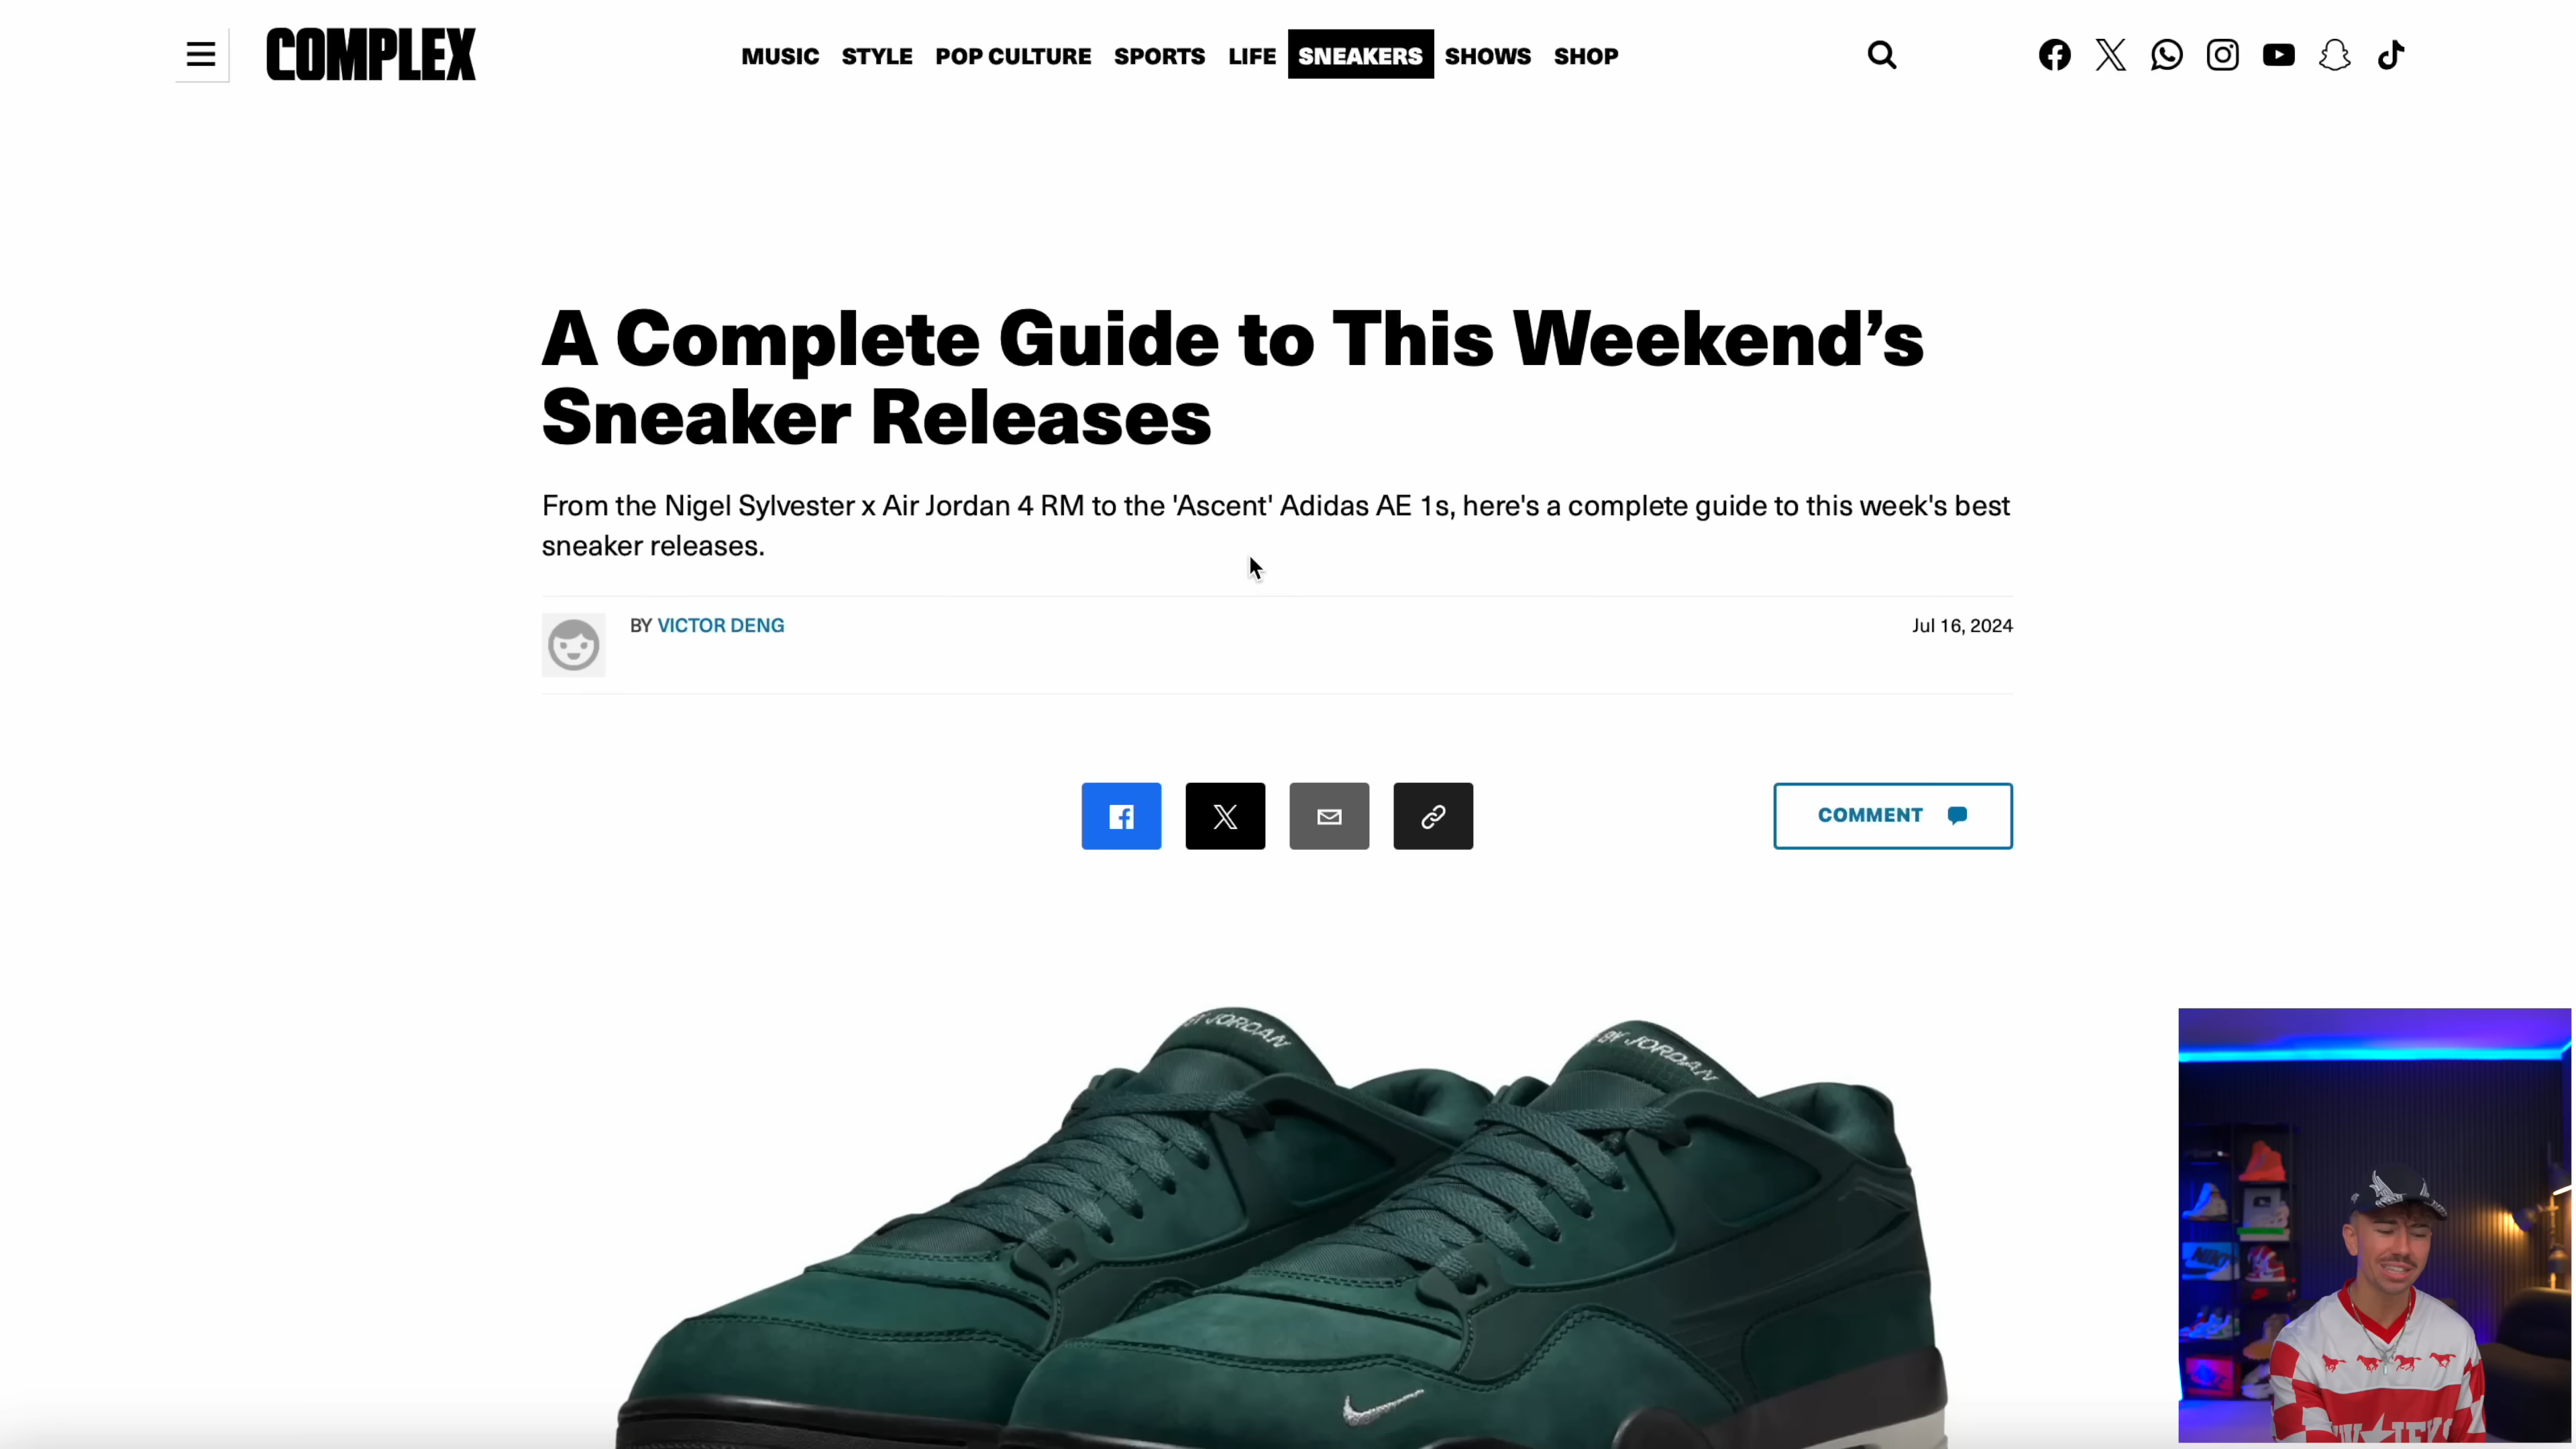 COMPLEX
MUSIC STYLE POP CULTURE SPORTS LIFE SNEAKERS SHOWS SHOP
A Complete Guide to This Weekend’s
Sneaker Releases
From the Nigel Sylvester x Air Jordan 4 RM to the 'Ascent' Adidas AE 1s, here's a complete guide to this week's best
sneaker releases.
BY VICTOR DENG
Jul 16, 2024
COMMENT
BY JORDAN
BY JORDAN